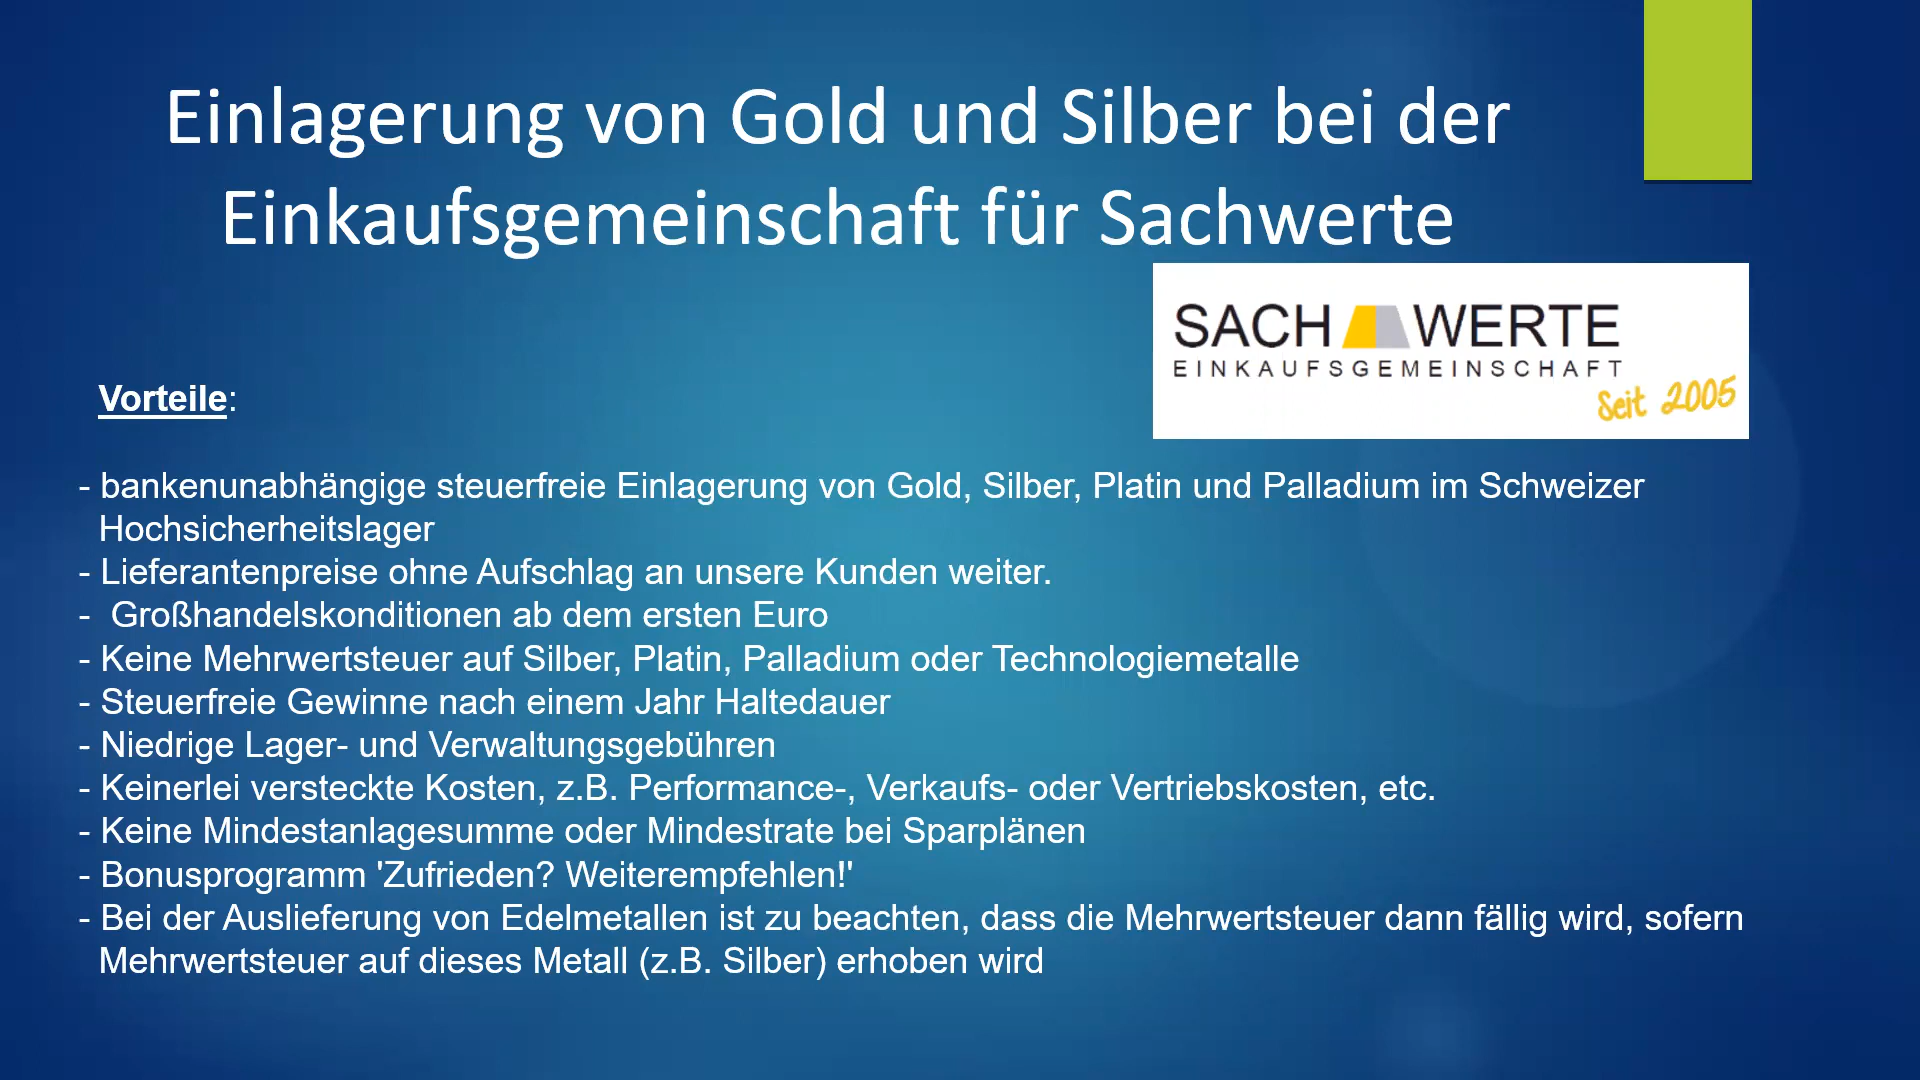 Einlagerung von Gold und Silber bei der
Einkaufsgemeinschaft für Sachwerte
SACH WERTE
EINKAUFSGEMEINSCHAFT
Seit 2005
Vorteile:
- bankenunabhängige steuerfreie Einlagerung von Gold, Silber, Platin und Palladium im Schweizer
Hochsicherheitslager
- Lieferantenpreise ohne Aufschlag an unsere Kunden weiter.
- Großhandelskonditionen ab dem ersten Euro
- Keine Mehrwertsteuer auf Silber, Platin, Palladium oder Technologiemetalle
- Steuerfreie Gewinne nach einem Jahr Haltedauer
- Niedrige Lager- und Verwaltungsgebühren
- Keinerlei versteckte Kosten, z.B. Performance-, Verkaufs- oder Vertriebskosten, etc.
- Keine Mindestanlagesumme oder Mindestrate bei Sparplänen
- Bonusprogramm 'Zufrieden? Weiterempfehlen!'
- Bei der Auslieferung von Edelmetallen ist zu beachten, dass die Mehrwertsteuer dann fällig wird, sofern
Mehrwertsteuer auf dieses Metall (z.B. Silber) erhoben wird